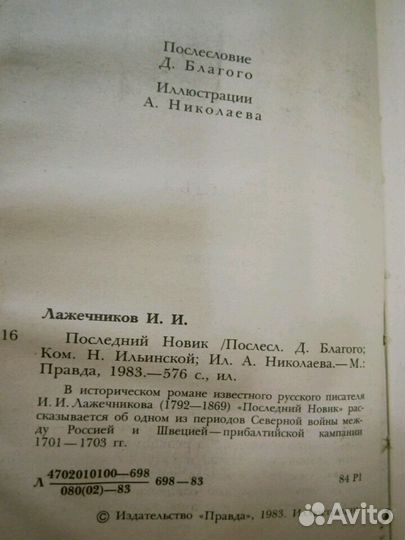 Послесловие
Д. Благого
Иллюстрации
А. Николаева
Лажечников И. И.
16
Последний Новик /Послесл. Д. Благого;
Ком. Н. Ильинской; Ил. А. Николаева.—М.:
Правда, 1983.—576 с., ил.
В историческом романе известного русского писателя
И. И. Лажечникова (1792—1869) «Последний Новик» рас-
сказывается об одном из периодов Северной войны меж-
ду Россией и Швецией—прибалтийской кампании
1701—1703 гг.
Л 4702010100—698
080(02)—83
698—83
84 Р1
© Издательство «Правда», 1983.
Avito